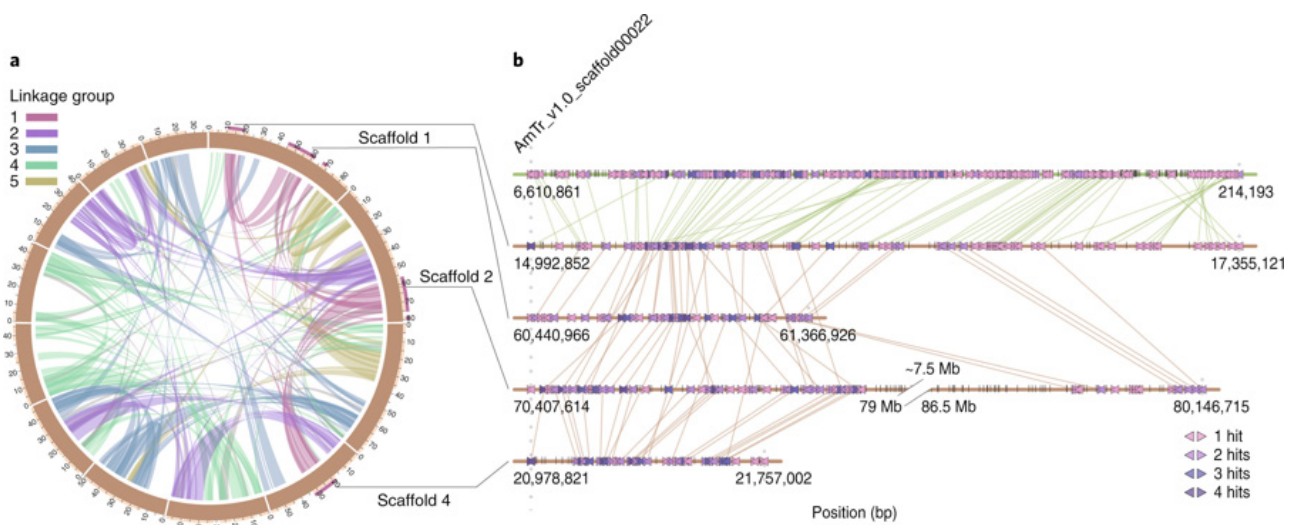 a
b
AmTr_v1.0_scaffold00022
Linkage group
1
2
3
4
5
Scaffold 1
Scaffold 2
Scaffold 4
6,610,861
214,193
14,992,852
17,355,121
60,440,966
61,366,926
~7.5 Mb
70,407,614
79 Mb
86.5 Mb
80,146,715
20,978,821
21,757,002
1 hit
2 hits
3 hits
4 hits
Position (bp)